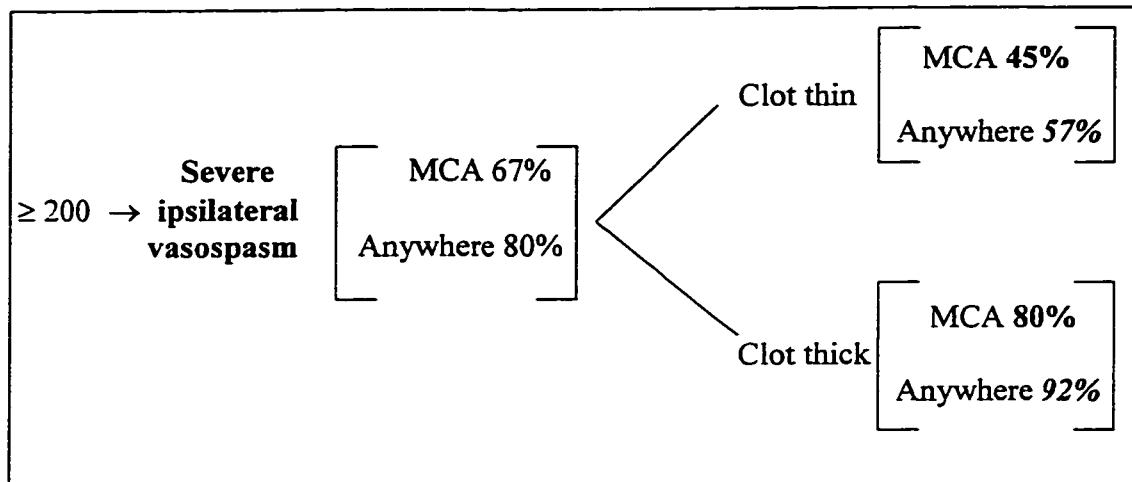 ≥ 200 → Severe ipsilateral vasospasm
MCA 67%
Anywhere 80%
Clot thin
MCA 45%
Anywhere 57%
Clot thick
MCA 80%
Anywhere 92%